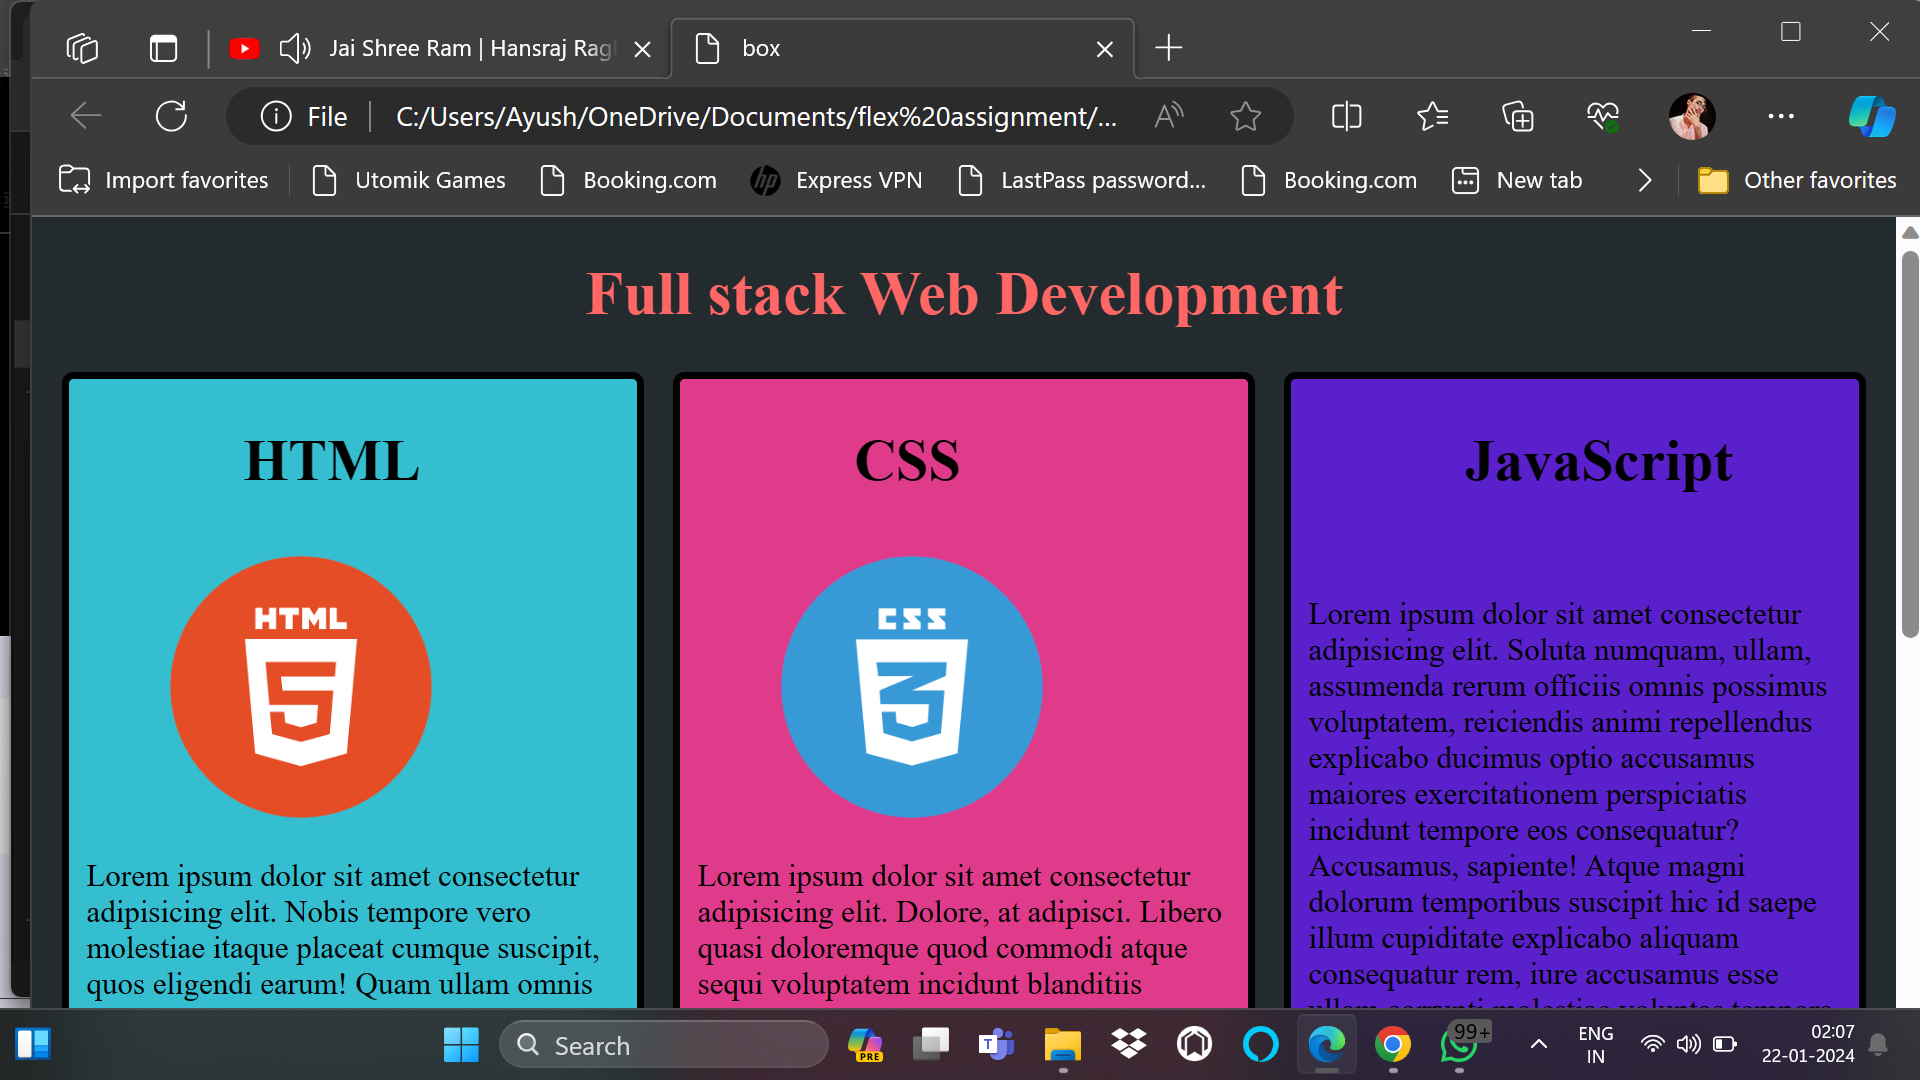 Jai Shree Ram | Hansraj Rag
box
File
C:/Users/Ayush/OneDrive/Documents/flex%20assignment/...
Import favorites
Utomik Games
Booking.com
hp
Express VPN
LastPass password...
Booking.com
New tab
Other favorites
Full stack Web Development
HTML
CSS
JavaScript
HTML
5
CSS
3
Lorem ipsum dolor sit amet consectetur
adipisicing elit. Nobis tempore vero
molestiae itaque placeat cumque suscipit,
quos eligendi earum! Quam ullam omnis
Lorem ipsum dolor sit amet consectetur
adipisicing elit. Dolore, at adipisci. Libero
quasi doloremque quod commodi atque
sequi voluptatem incidunt blanditiis
Lorem ipsum dolor sit amet consectetur
adipisicing elit. Soluta numquam, ullam,
assumenda rerum officiis omnis possimus
voluptatem, reiciendis animi repellendus
explicabo ducimus optio accusamus
maiores exercitationem perspiciatis
incidunt tempore eos consequatur?
Accusamus, sapiente! Atque magni
dolorum temporibus suscipit hic id saepe
illum cupiditate explicabo aliquam
consequatur rem, iure accusamus esse
Search
PRE
T
99+
ENG
IN
02:07
22-01-2024